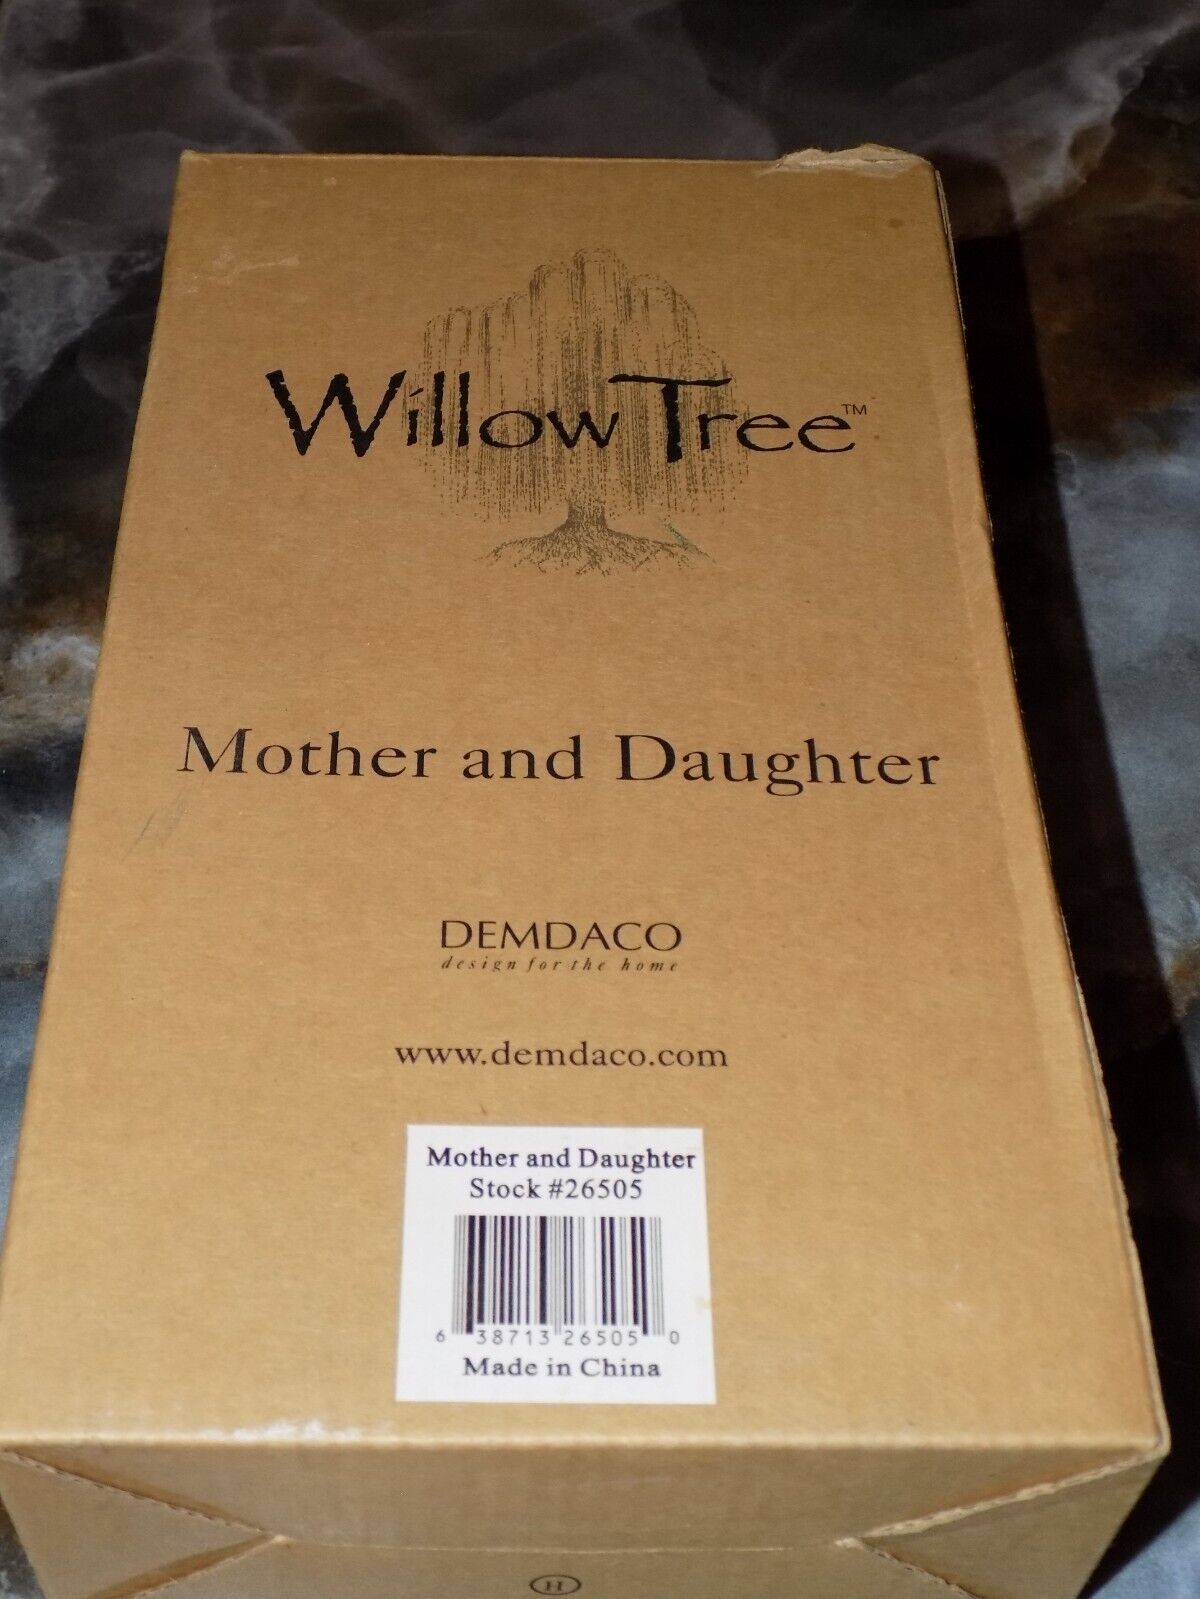 Willow Tree™
Mother and Daughter
DEMDACO
design for the home
www.demdaco.com
Mother and Daughter
Stock #26505
6 38713 26505 0
Made in China
H